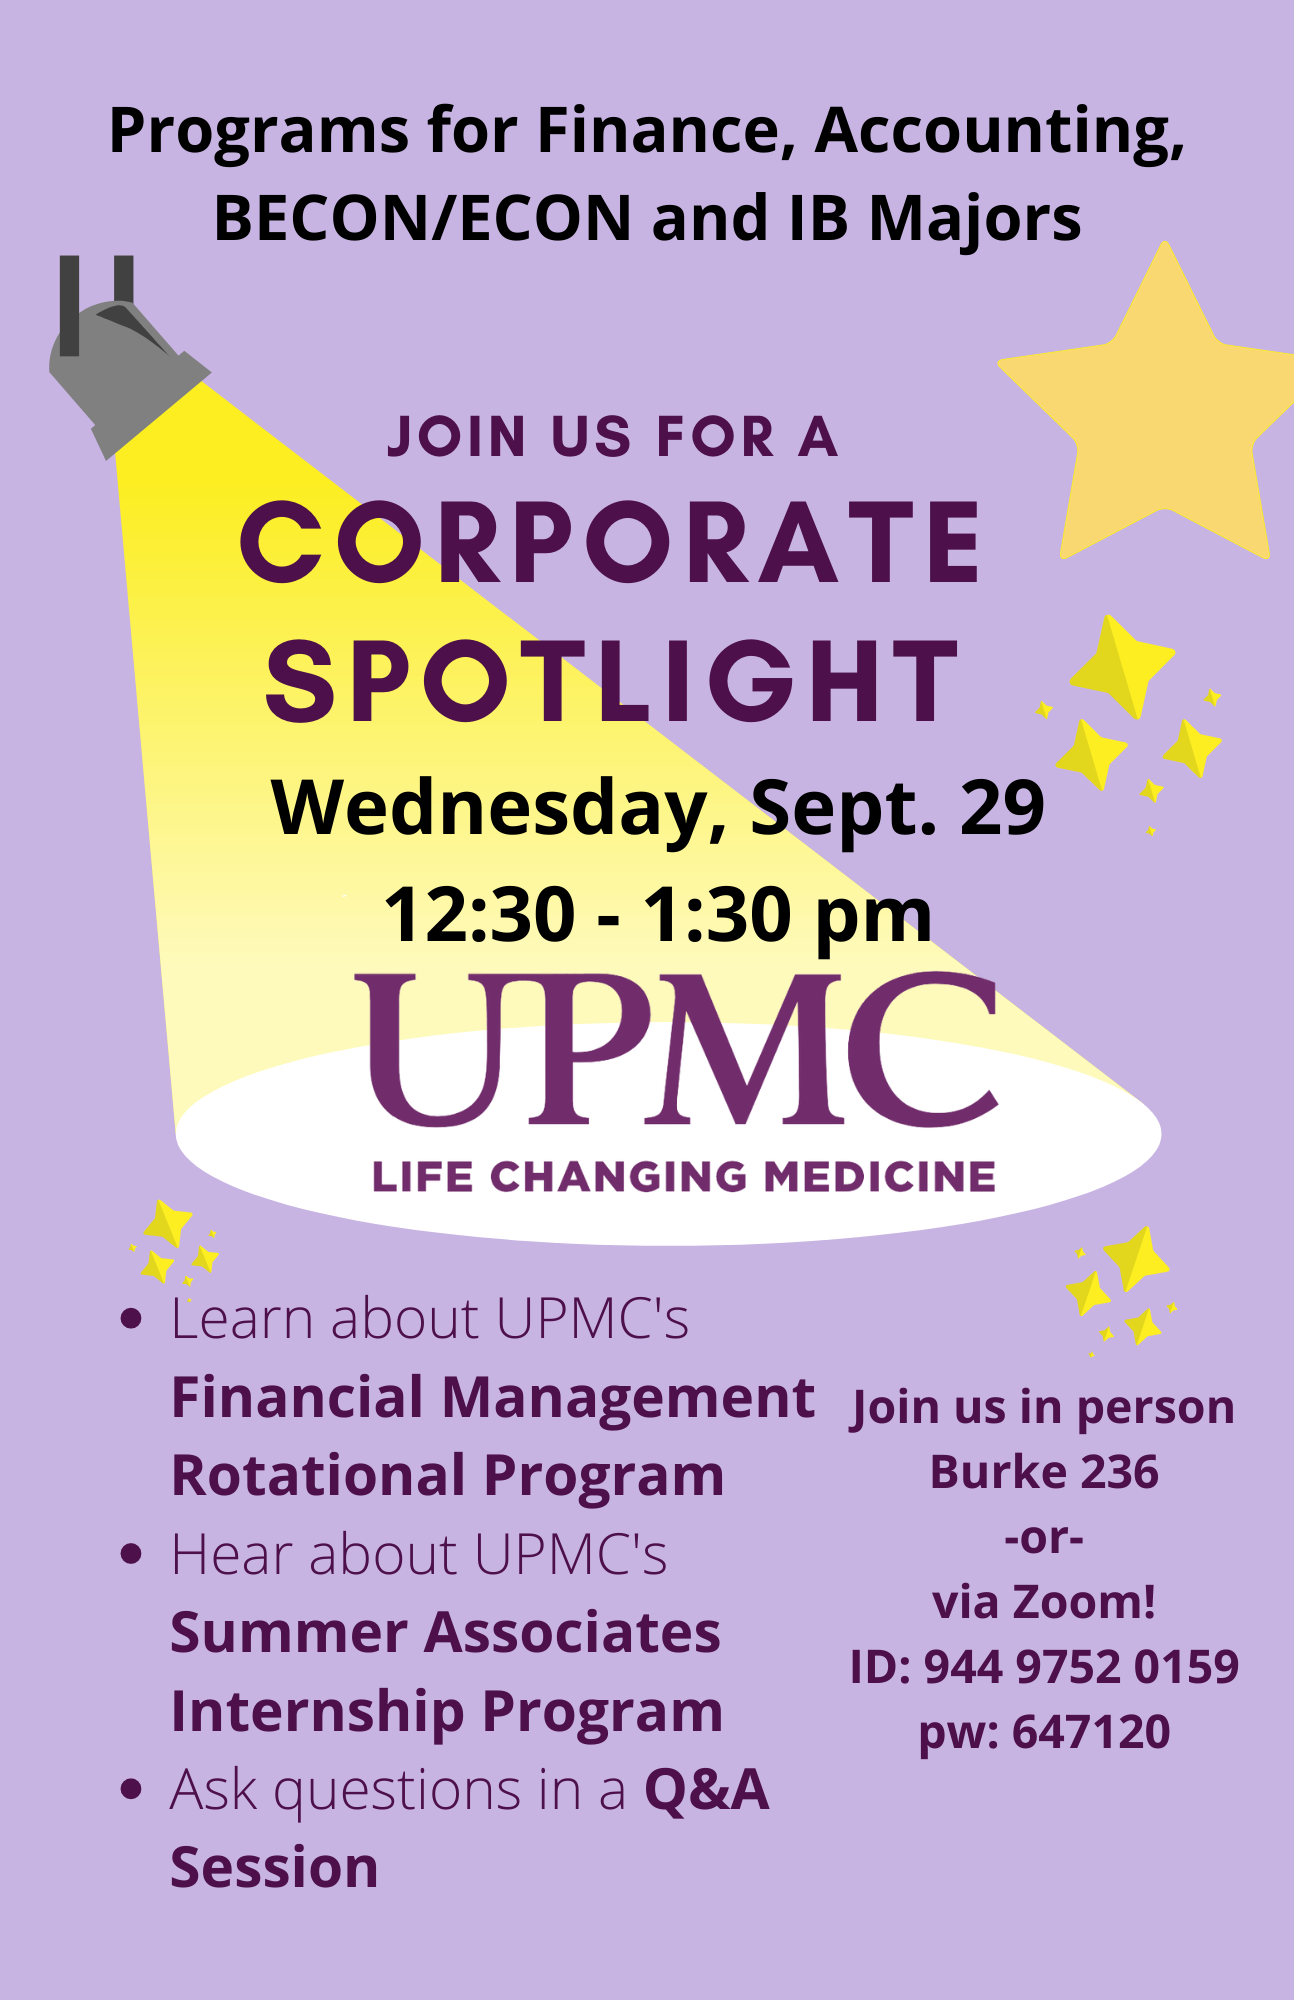 Programs for Finance, Accounting,
BECON/ECON and IB Majors
JOIN US FOR A
CORPORATE
SPOTLIGHT
Wednesday, Sept. 29
12:30 - 1:30 pm
UPMC
LIFE CHANGING MEDICINE
• Learn about UPMC's
Financial Management
Rotational Program
• Hear about UPMC's
Summer Associates
Internship Program
• Ask questions in a Q&A
Session
Join us in person
Burke 236
-or-
via Zoom!
ID: 944 9752 0159
pw: 647120